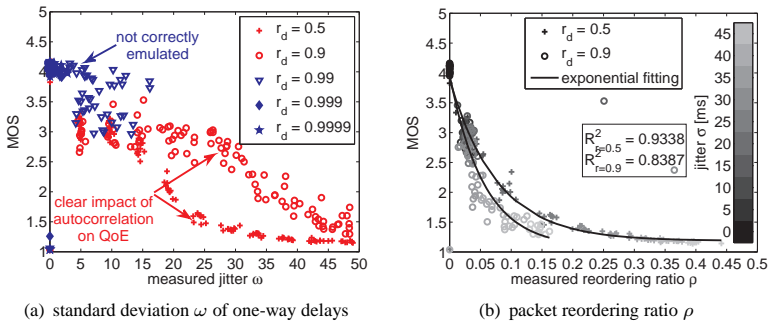 MOS
5
4.5
4
3.5
3
2.5
2
1.5
1
0 5 10 15 20 25 30 35 40 45 50
measured jitter ω
not correctly
emulated
clear impact of
autocorrelation
on QoE
r_d = 0.5
r_d = 0.9
r_d = 0.99
r_d = 0.999
r_d = 0.9999
(a) standard deviation ω of one-way delays
MOS
5
4.5
4
3.5
3
2.5
2
1.5
1
0 0.05 0.1 0.15 0.2 0.25 0.3 0.35 0.4 0.45 0.5
measured reordering ratio ρ
r_d = 0.5
r_d = 0.9
exponential fitting
R²_r=0.5 = 0.9338
R²_r=0.9 = 0.8387
jitter σ [ms]
45
40
35
30
25
20
15
10
5
0
(b) packet reordering ratio ρ